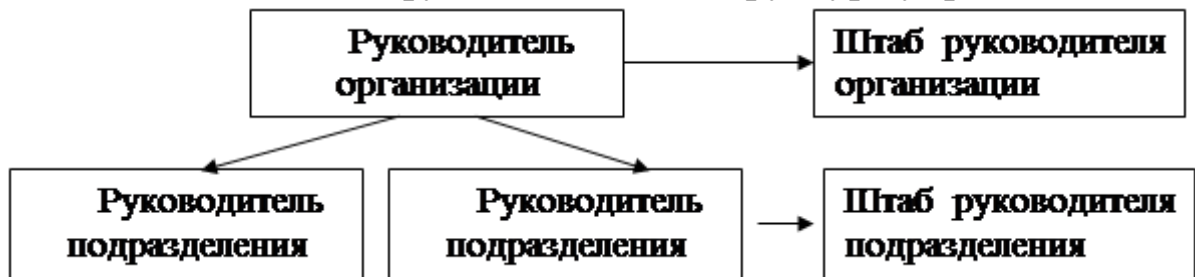 Руководитель
организации
Штаб руководителя
организации
Руководитель
подразделения
Руководитель
подразделения
Штаб руководителя
подразделения